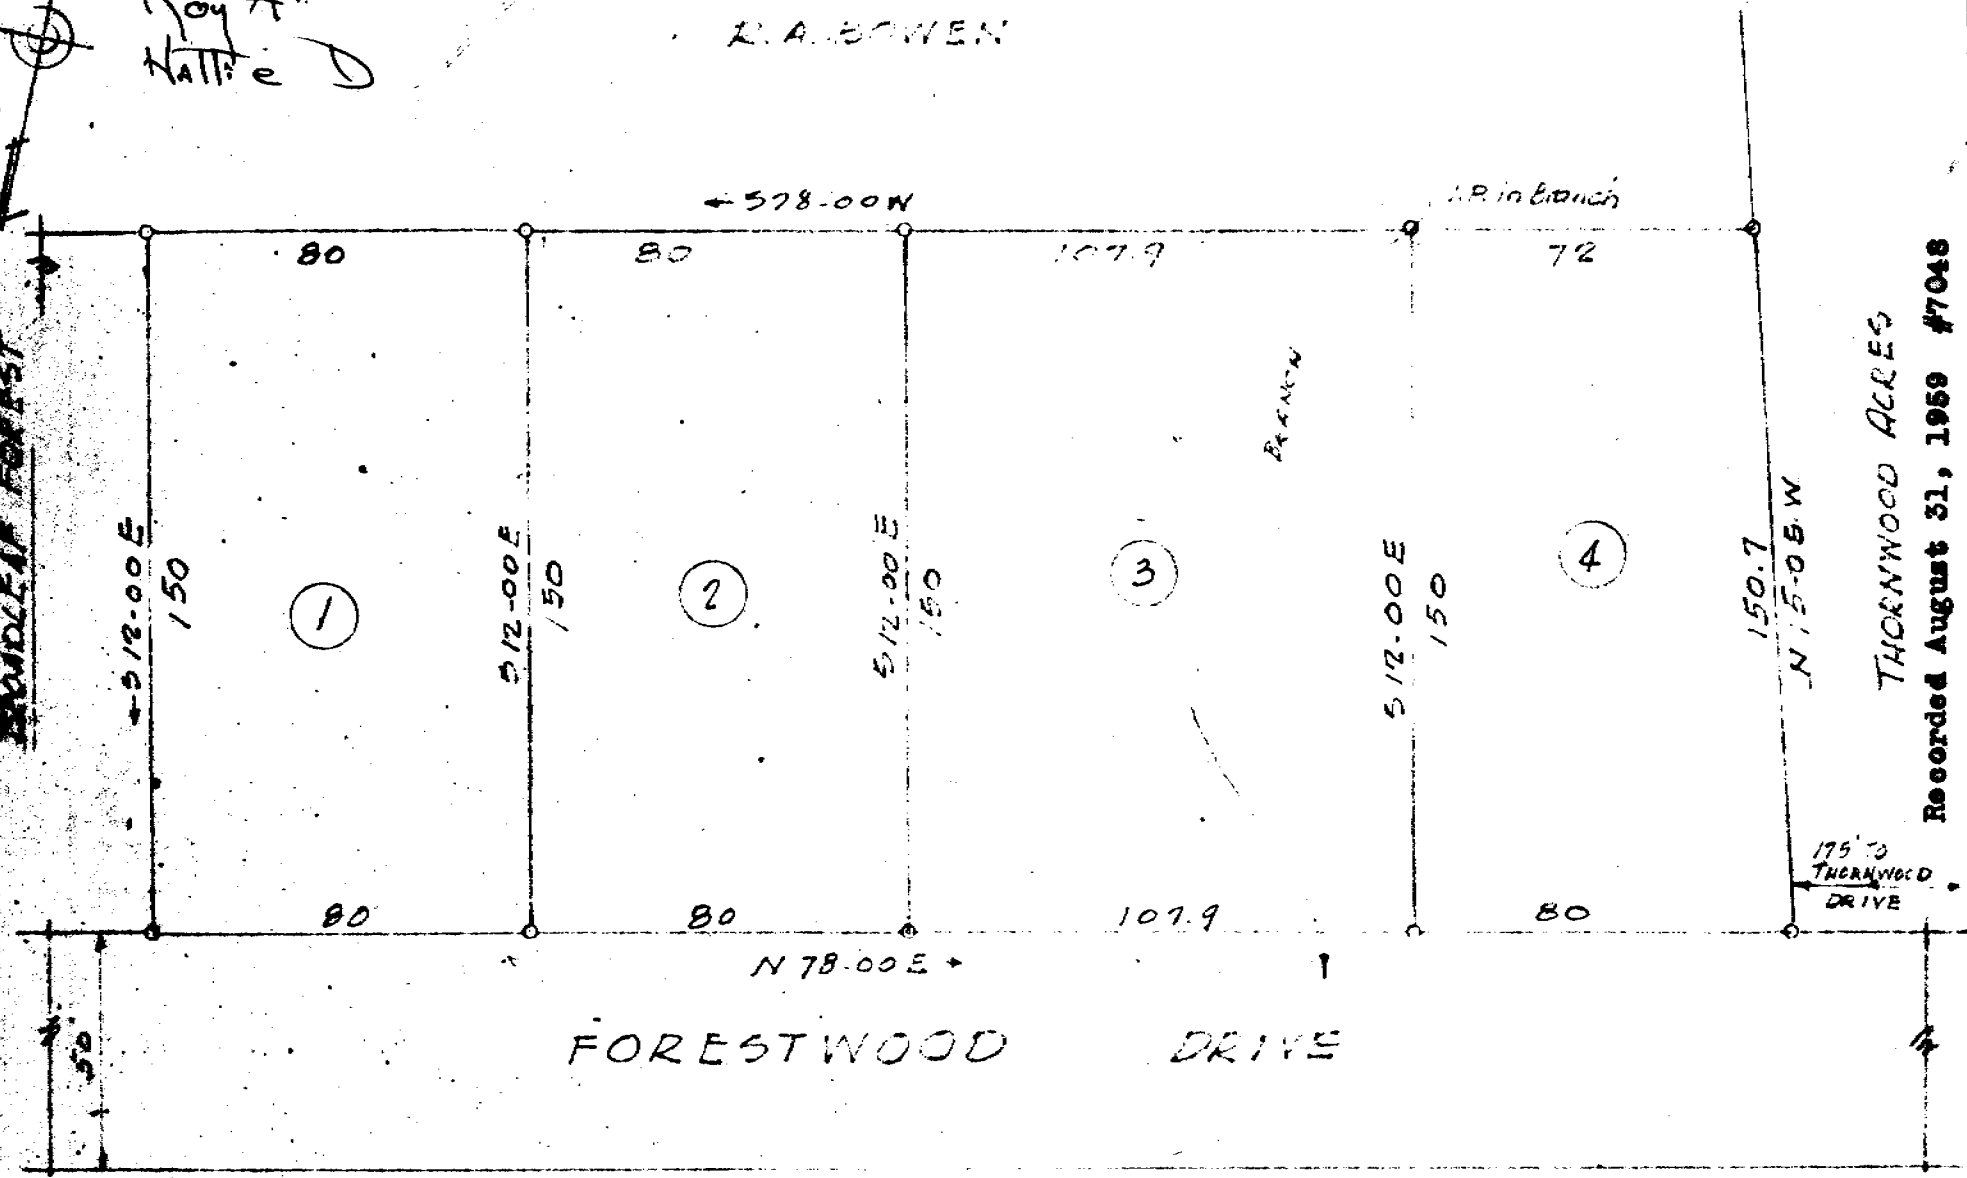 Roy A
Hattie D
R. A. BOWEN
S78-00W
I.P. in Branch
80
80
107.9
72
BRANCH
THORNWOOD ACRES
Recorded August 31, 1959 #7048
S12-00E
150
S12-00E
150
S12-00E
150
S12-00E
150
150.7
1
2
3
4
175' TO
THORNWOOD
DRIVE
80
80
107.9
80
N 78-00E
50'
FORESTWOOD DRIVE